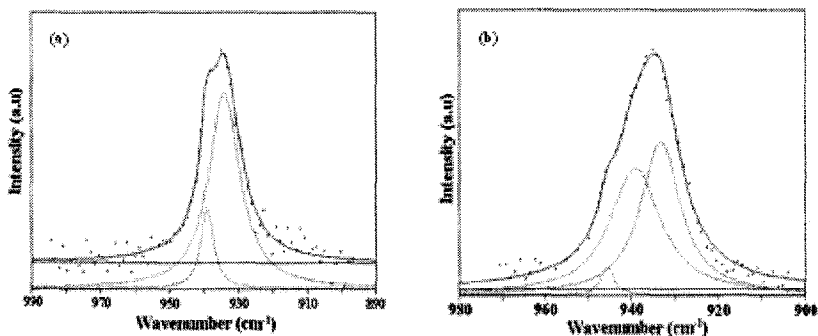 (a)
Intensity (a.u)
990 970 950 930 910 890
Wavenumber (cm⁻¹)
(b)
Intensity (a.u)
980 960 940 920 900
Wavenumber (cm⁻¹)